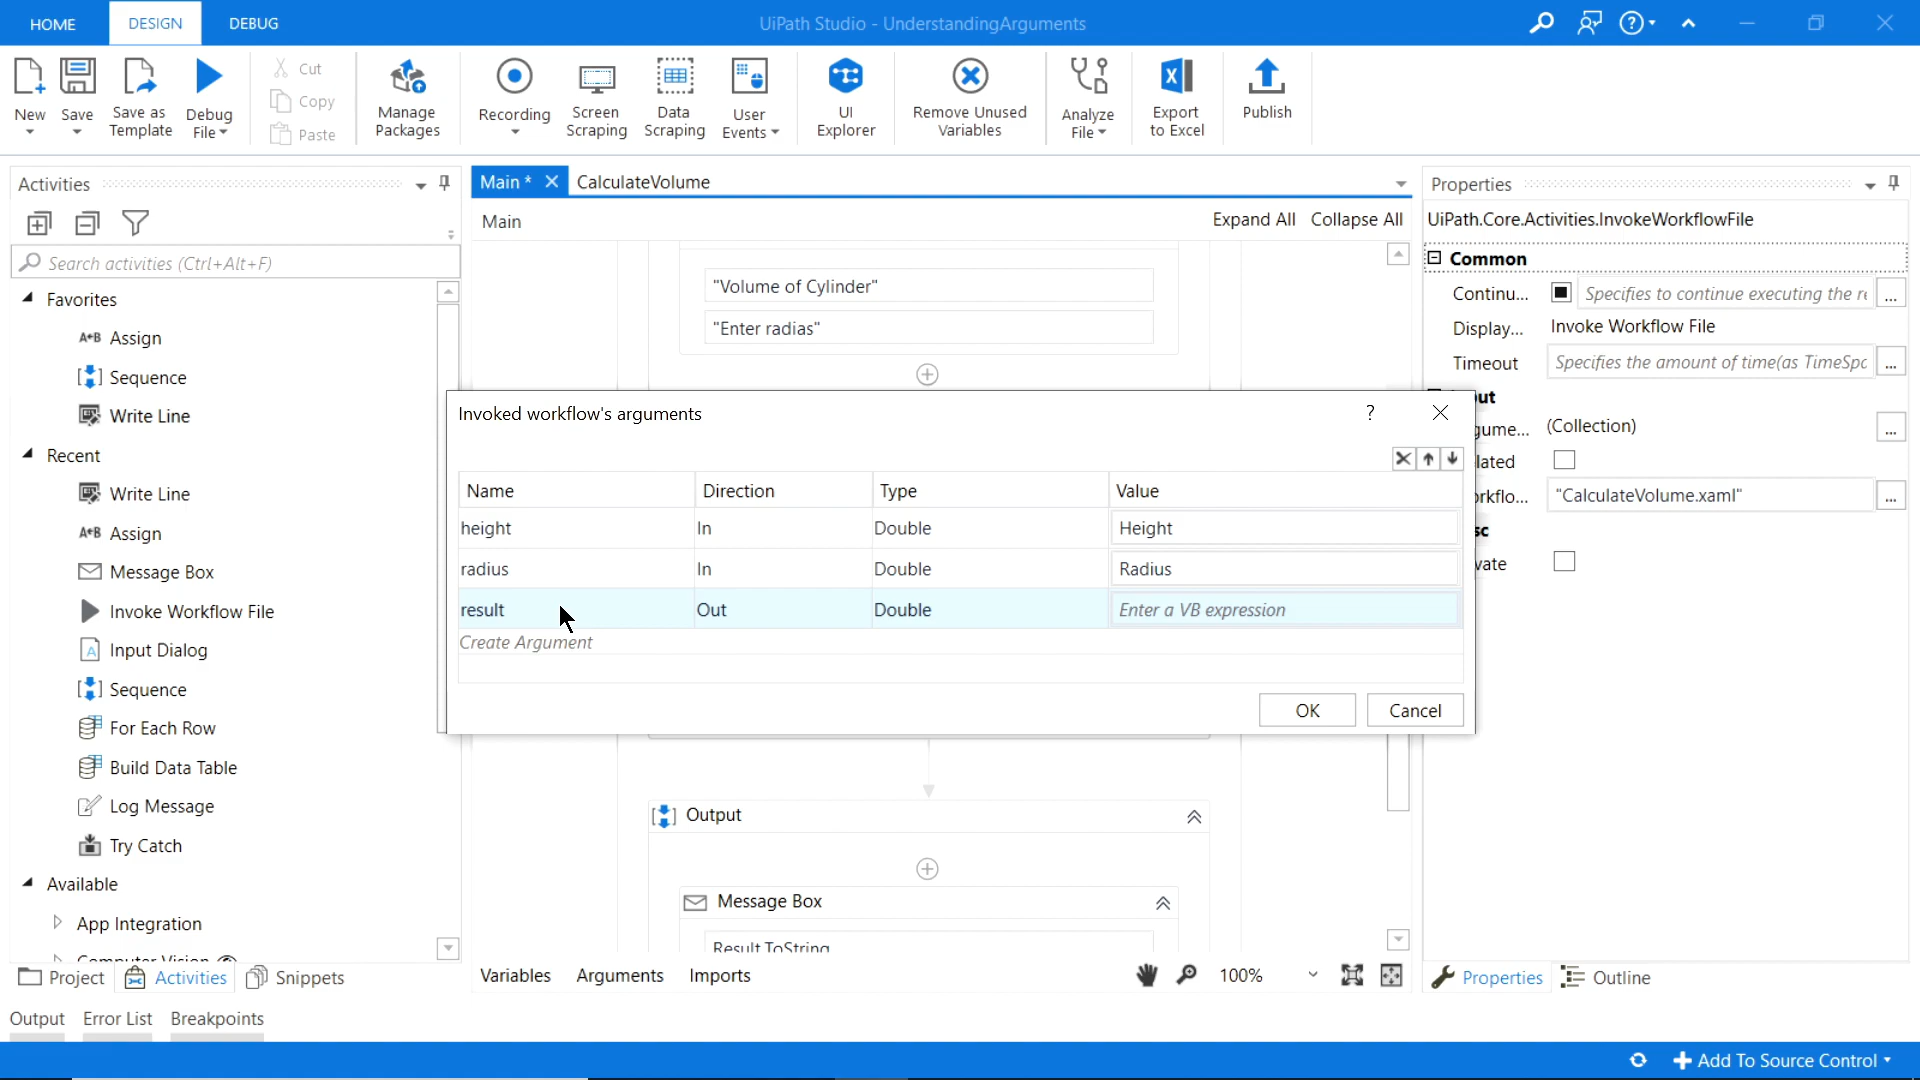 HOME
DESIGN
DEBUG
UiPath Studio - UnderstandingArguments
New
Save
Save as Template
Debug File
Cut
Copy
Paste
Manage Packages
Recording
Screen Scraping
Data Scraping
User Events
UI Explorer
Remove Unused Variables
Analyze File
Export to Excel
Publish
Activities
Search activities (Ctrl+Alt+F)
Favorites
Assign
Sequence
Write Line
Recent
Write Line
Assign
Message Box
Invoke Workflow File
Input Dialog
Sequence
For Each Row
Build Data Table
Log Message
Try Catch
Available
App Integration
Computer Vision
Project
Activities
Snippets
Main *
CalculateVolume
Main
Expand All
Collapse All
"Volume of Cylinder"
"Enter radias"
Invoked workflow's arguments
?
Name Direction Type Value
height In Double Height
radius In Double Radius
result Out Double Enter a VB expression
Create Argument
OK
Cancel
Output
Message Box
Result.ToString
Variables
Arguments
Imports
100%
Properties
UiPath.Core.Activities.InvokeWorkflowFile
Common
Continu... Specifies to continue executing the re ...
Display... Invoke Workflow File
Timeout Specifies the amount of time(as TimeSpa ...
ut
gume... (Collection) ...
lated
rkflo... "CalculateVolume.xaml" ...
sc
vate
Properties
Outline
Output
Error List
Breakpoints
Add To Source Control